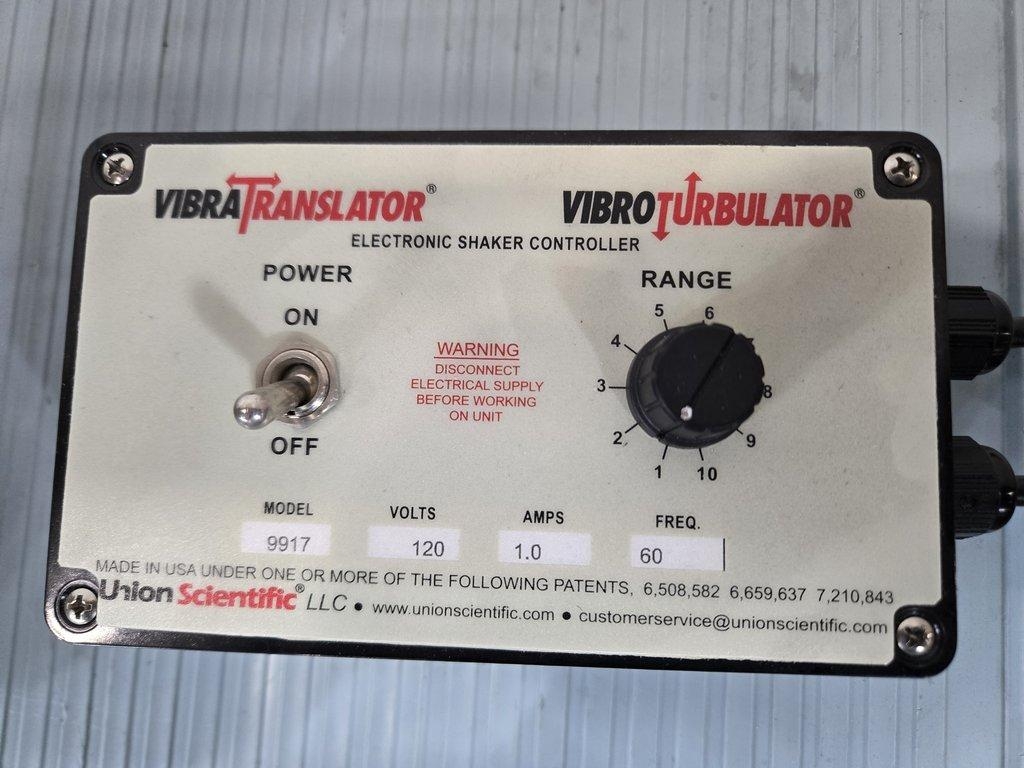 VIBRATRANSLATOR® VIBROTURBULATOR®
ELECTRONIC SHAKER CONTROLLER
POWER
ON
OFF
WARNING
DISCONNECT
ELECTRICAL SUPPLY
BEFORE WORKING
ON UNIT
RANGE
1
2
3
4
5
6
8
9
10
MODEL VOLTS AMPS FREQ.
9917 120 1.0 60
MADE IN USA UNDER ONE OR MORE OF THE FOLLOWING PATENTS, 6,508,582 6,659,637 7,210,843
Union Scientific® LLC • www.unionscientific.com • customerservice@unionscientific.com